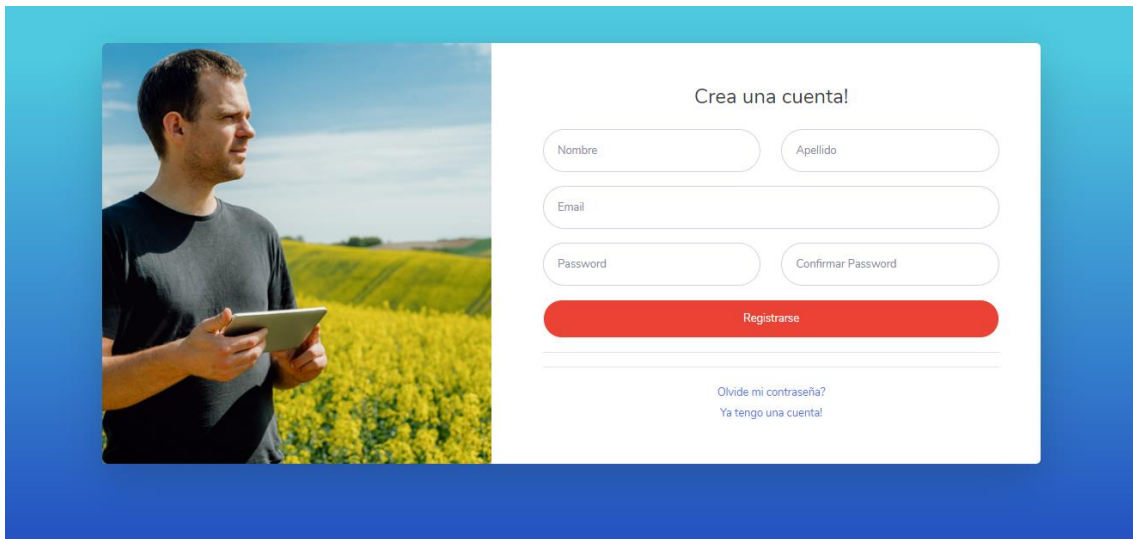 Crea una cuenta!
Nombre Apellido
Email
Password Confirmar Password
Registrarse
Olvide mi contraseña?
Ya tengo una cuenta!